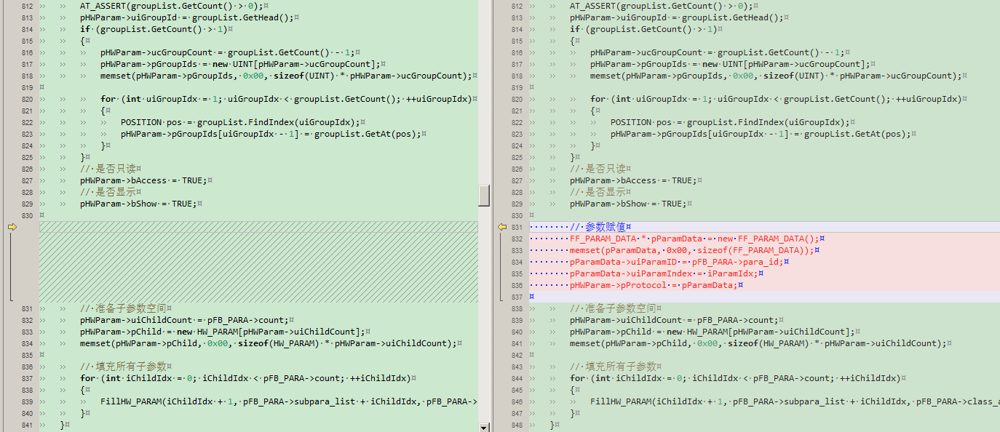 812 AT_ASSERT(groupList.GetCount() > 0);
813 pHWParam->uiGroupId = groupList.GetHead();
814 if (groupList.GetCount() > 1)
815 {
816 pHWParam->ucGroupCount = groupList.GetCount() - 1;
817 pHWParam->pGroupIds = new UINT[pHWParam->ucGroupCount];
818 memset(pHWParam->pGroupIds, 0x00, sizeof(UINT) * pHWParam->ucGroupCount);
819
820 for (int uiGroupIdx = 1; uiGroupIdx < groupList.GetCount(); ++uiGroupIdx)
821 {
822 POSITION pos = groupList.FindIndex(uiGroupIdx);
823 pHWParam->pGroupIds[uiGroupIdx - 1] = groupList.GetAt(pos);
824 }
825 }
826 // 是否只读
827 pHWParam->bAccess = TRUE;
828 // 是否显示
829 pHWParam->bShow = TRUE;
830
831 // 准备子参数空间
832 pHWParam->uiChildCount = pFB_PARA->count;
833 pHWParam->pChild = new HW_PARAM[pHWParam->uiChildCount];
834 memset(pHWParam->pChild, 0x00, sizeof(HW_PARAM) * pHWParam->uiChildCount);
835
836 // 填充所有子参数
837 for (int iChildIdx = 0; iChildIdx < pFB_PARA->count; ++iChildIdx)
838 {
839 FillHW_PARAM(iChildIdx + 1, pFB_PARA->subpara_list + iChildIdx, pFB_PARA->
840 }
841 }
812 AT_ASSERT(groupList.GetCount() > 0);
813 pHWParam->uiGroupId = groupList.GetHead();
814 if (groupList.GetCount() > 1)
815 {
816 pHWParam->ucGroupCount = groupList.GetCount() - 1;
817 pHWParam->pGroupIds = new UINT[pHWParam->ucGroupCount];
818 memset(pHWParam->pGroupIds, 0x00, sizeof(UINT) * pHWParam->ucGroupCount);
819
820 for (int uiGroupIdx = 1; uiGroupIdx < groupList.GetCount(); ++uiGroupIdx)
821 {
822 POSITION pos = groupList.FindIndex(uiGroupIdx);
823 pHWParam->pGroupIds[uiGroupIdx - 1] = groupList.GetAt(pos);
824 }
825 }
826 // 是否只读
827 pHWParam->bAccess = TRUE;
828 // 是否显示
829 pHWParam->bShow = TRUE;
830
831 // 参数赋值
832 FF_PARAM_DATA * pParamData = new FF_PARAM_DATA();
833 memset(pParamData, 0x00, sizeof(FF_PARAM_DATA));
834 pParamData->uiParamID = pFB_PARA->para_id;
835 pParamData->uiParamIndex = iParamIdx;
836 pHWParam->pProtocol = pParamData;
837
838 // 准备子参数空间
839 pHWParam->uiChildCount = pFB_PARA->count;
840 pHWParam->pChild = new HW_PARAM[pHWParam->uiChildCount];
841 memset(pHWParam->pChild, 0x00, sizeof(HW_PARAM) * pHWParam->uiChildCount);
842
843 // 填充所有子参数
844 for (int iChildIdx = 0; iChildIdx < pFB_PARA->count; ++iChildIdx)
845 {
846 FillHW_PARAM(iChildIdx + 1, pFB_PARA->subpara_list + iChildIdx, pFB_PARA->class_
847 }
848 }